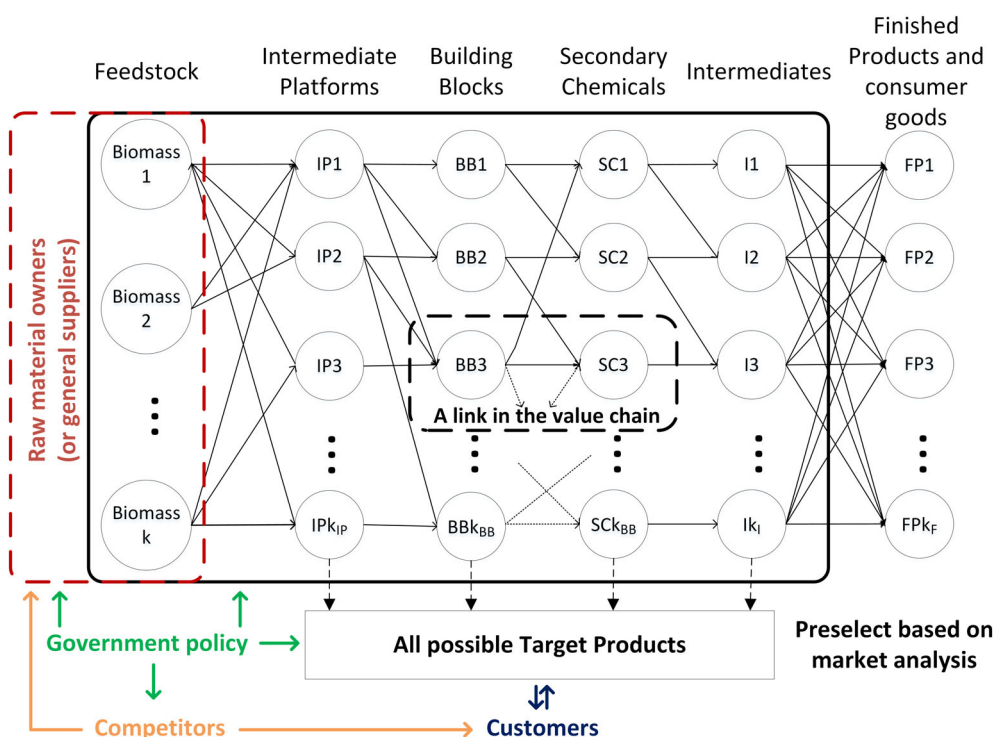 Feedstock
Intermediate
Platforms
Building
Blocks
Secondary
Chemicals
Intermediates
Finished
Products and
consumer
goods
Raw material owners
(or general suppliers)
Biomass
1
IP1
BB1
SC1
I1
FP1
Biomass
2
IP2
BB2
SC2
I2
FP2
IP3
BB3
SC3
I3
FP3
A link in the value chain
Biomass
k
IPkIP
BBkBB
SCkBB
IkI
FPkF
Government policy
All possible Target Products
Preselect based on
market analysis
Competitors
Customers